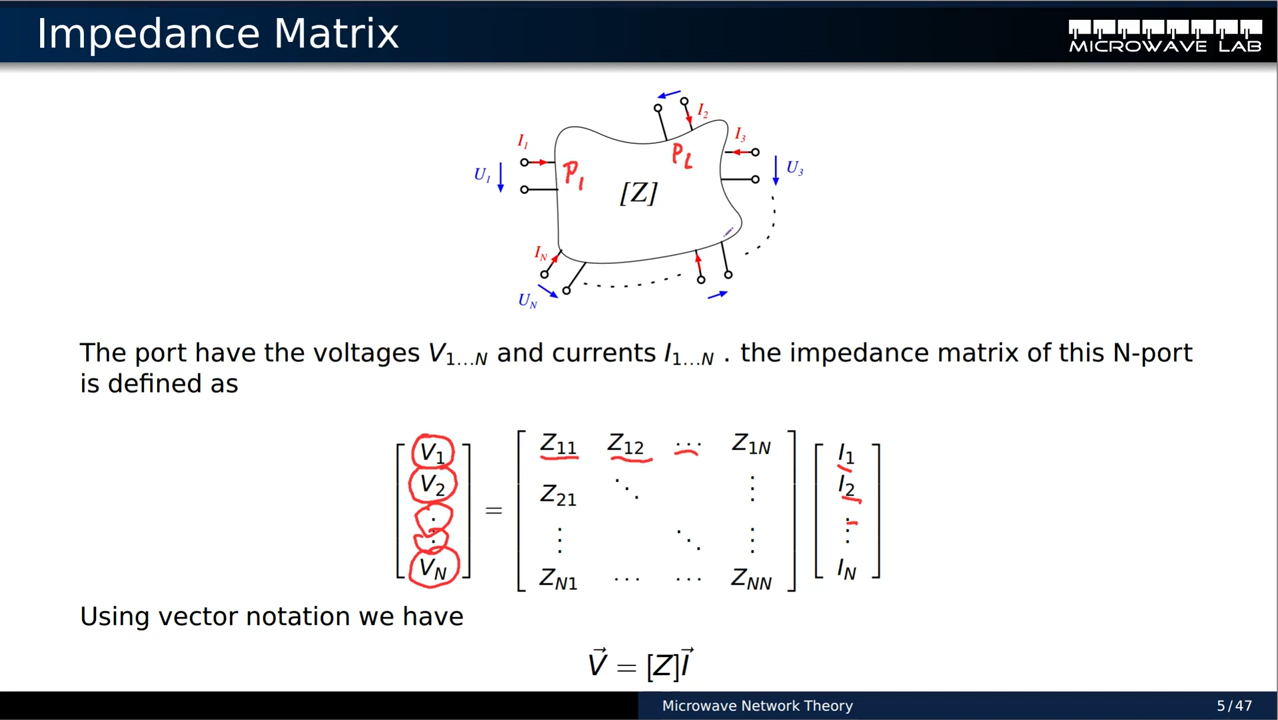 Impedance Matrix
MICROWAVE LAB
I2
I1
I3
P1
P2
U1
U3
[Z]
IN
UN
The port have the voltages V1...N and currents I1...N . the impedance matrix of this N-port
is defined as
V1 Z11 Z12 ... Z1N I1
V2 Z21 ⋱ ⋮ I2
⋮ = ⋮ ⋱ ⋮ ⋮
VN ZN1 ... ... ZNN IN
Using vector notation we have
V⃗ = [Z]I⃗
Microwave Network Theory
5/47